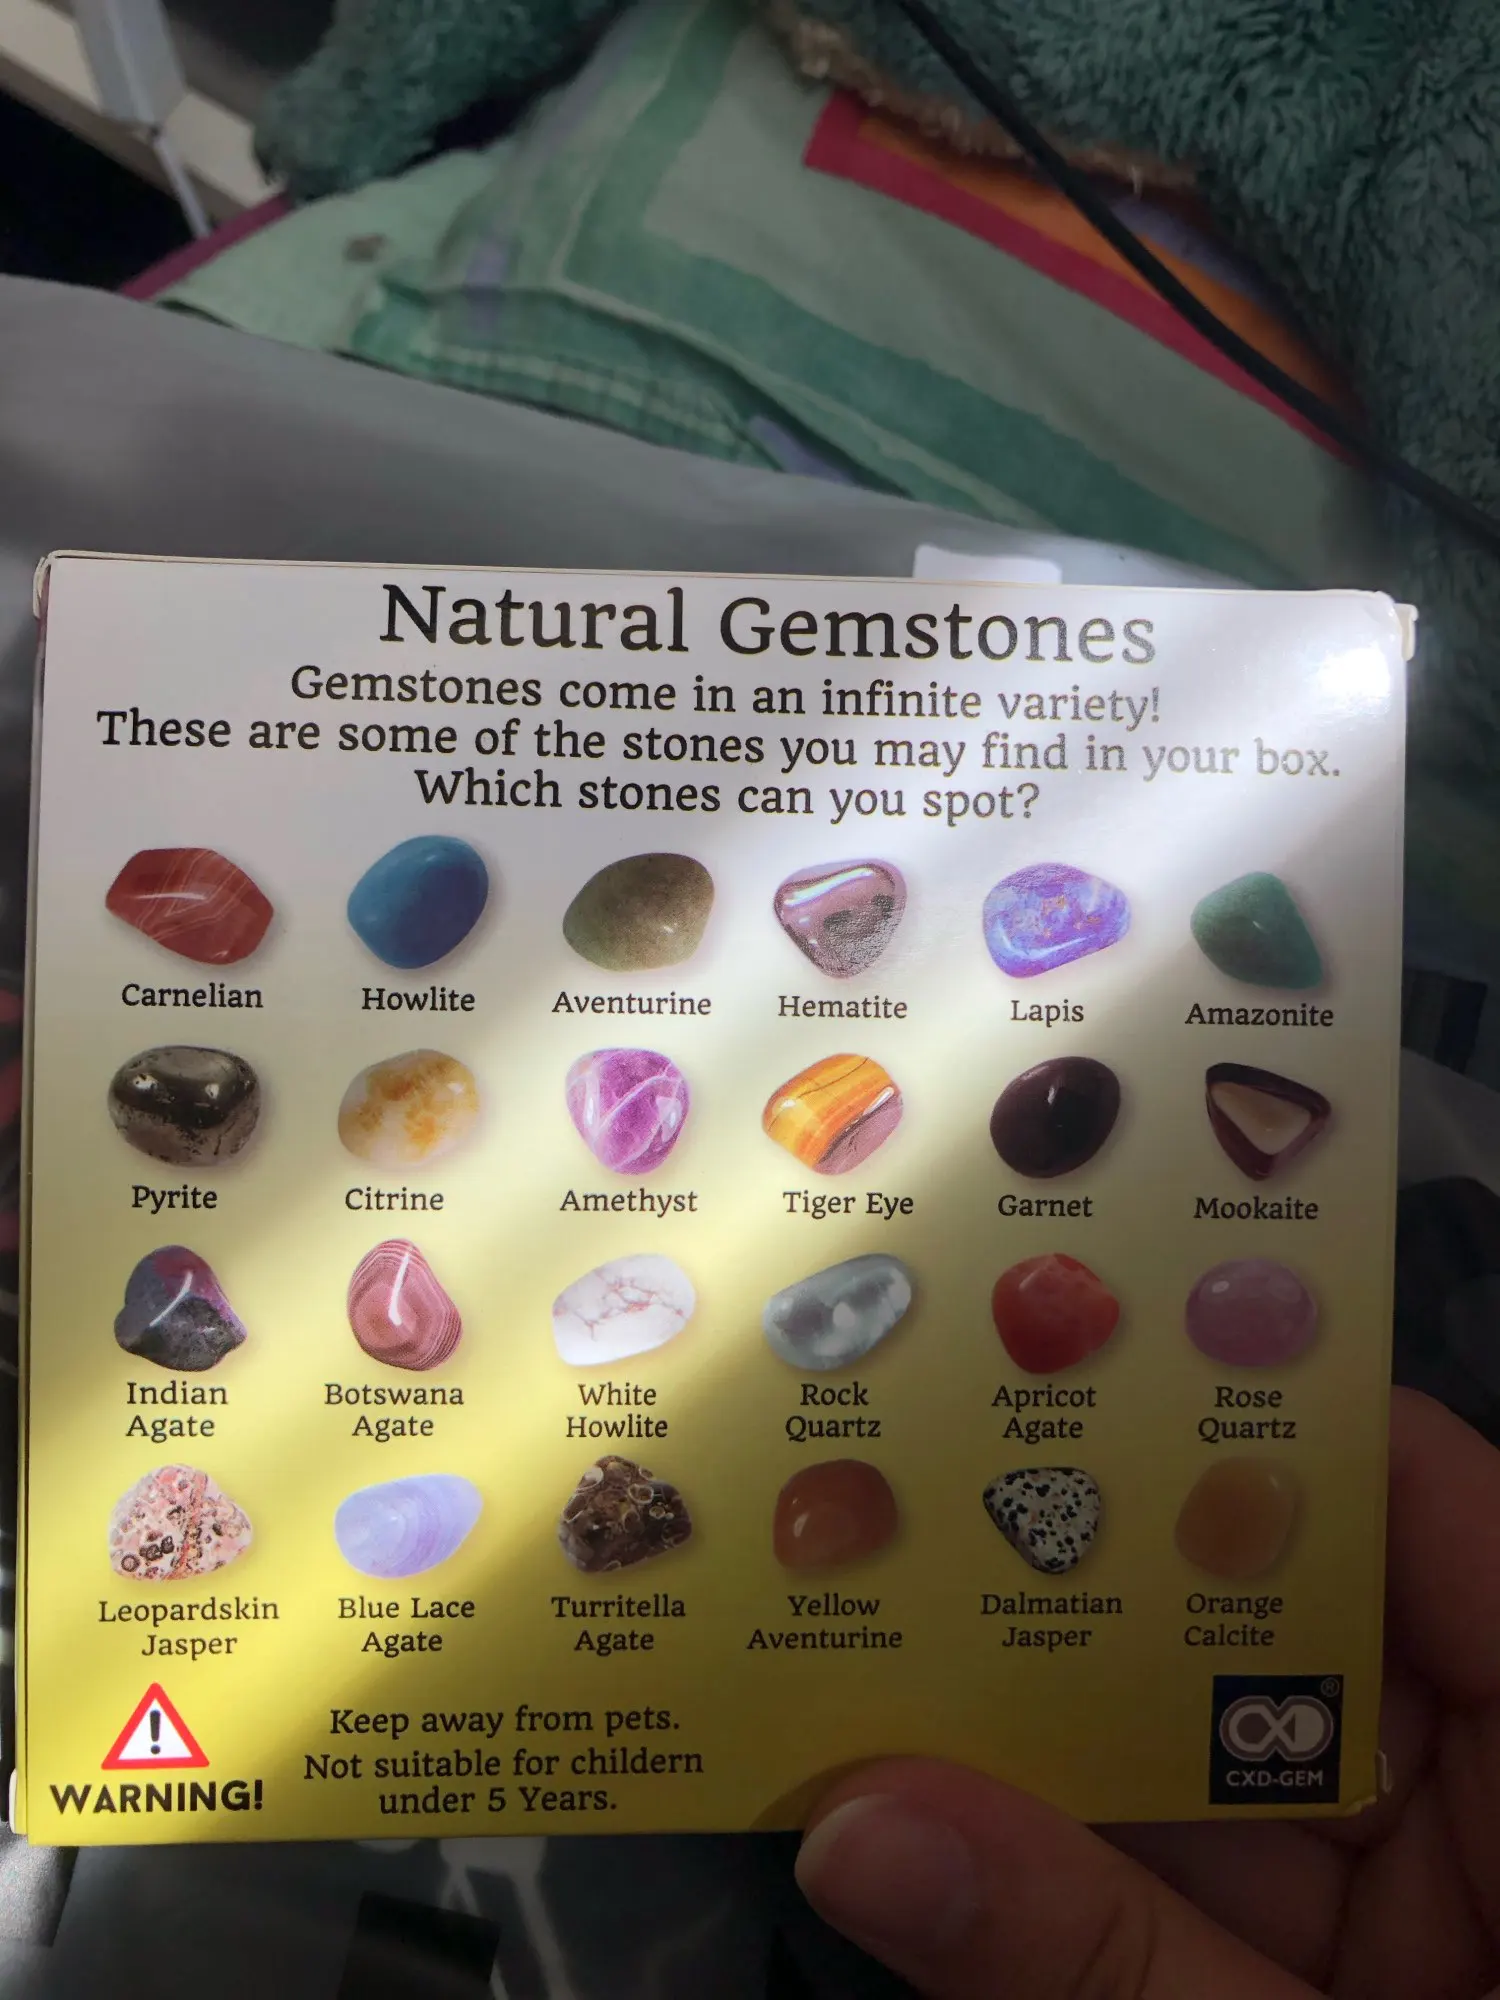 Natural Gemstones
Gemstones come in an infinite variety!
These are some of the stones you may find in your box.
Which stones can you spot?
Carnelian Howlite Aventurine Hematite Lapis Amazonite
Pyrite Citrine Amethyst Tiger Eye Garnet Mookaite
Indian Botswana White Rock Apricot Rose
Agate Agate Howlite Quartz Agate Quartz
Leopardskin Blue Lace Turritella Yellow Dalmatian Orange
Jasper Agate Agate Aventurine Jasper Calcite
WARNING!
Keep away from pets.
Not suitable for childern
under 5 Years.
®
CXD-GEM